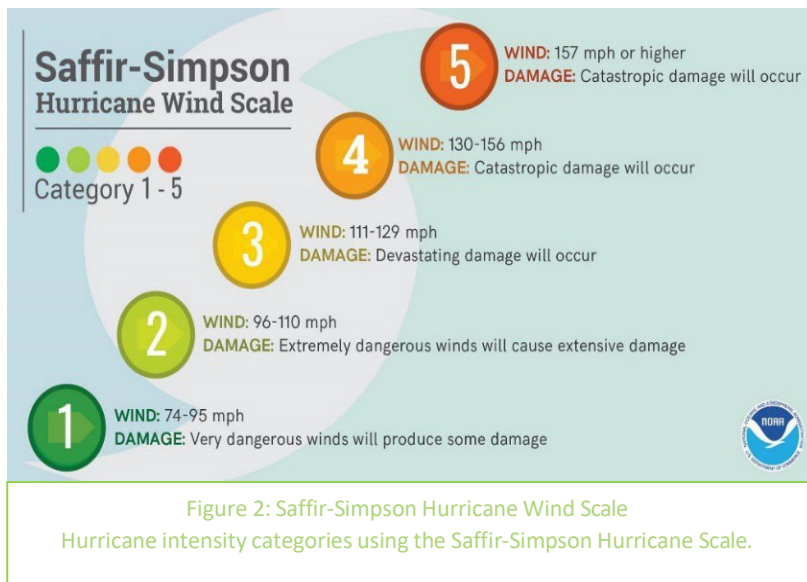 Saffir-Simpson
Hurricane Wind Scale
Category 1 - 5
5
WIND: 157 mph or higher
DAMAGE: Catastropic damage will occur
4
WIND: 130-156 mph
DAMAGE: Catastropic damage will occur
3
WIND: 111-129 mph
DAMAGE: Devastating damage will occur
2
WIND: 96-110 mph
DAMAGE: Extremely dangerous winds will cause extensive damage
1
WIND: 74-95 mph
DAMAGE: Very dangerous winds will produce some damage
NOAA
Figure 2: Saffir-Simpson Hurricane Wind Scale
Hurricane intensity categories using the Saffir-Simpson Hurricane Scale.